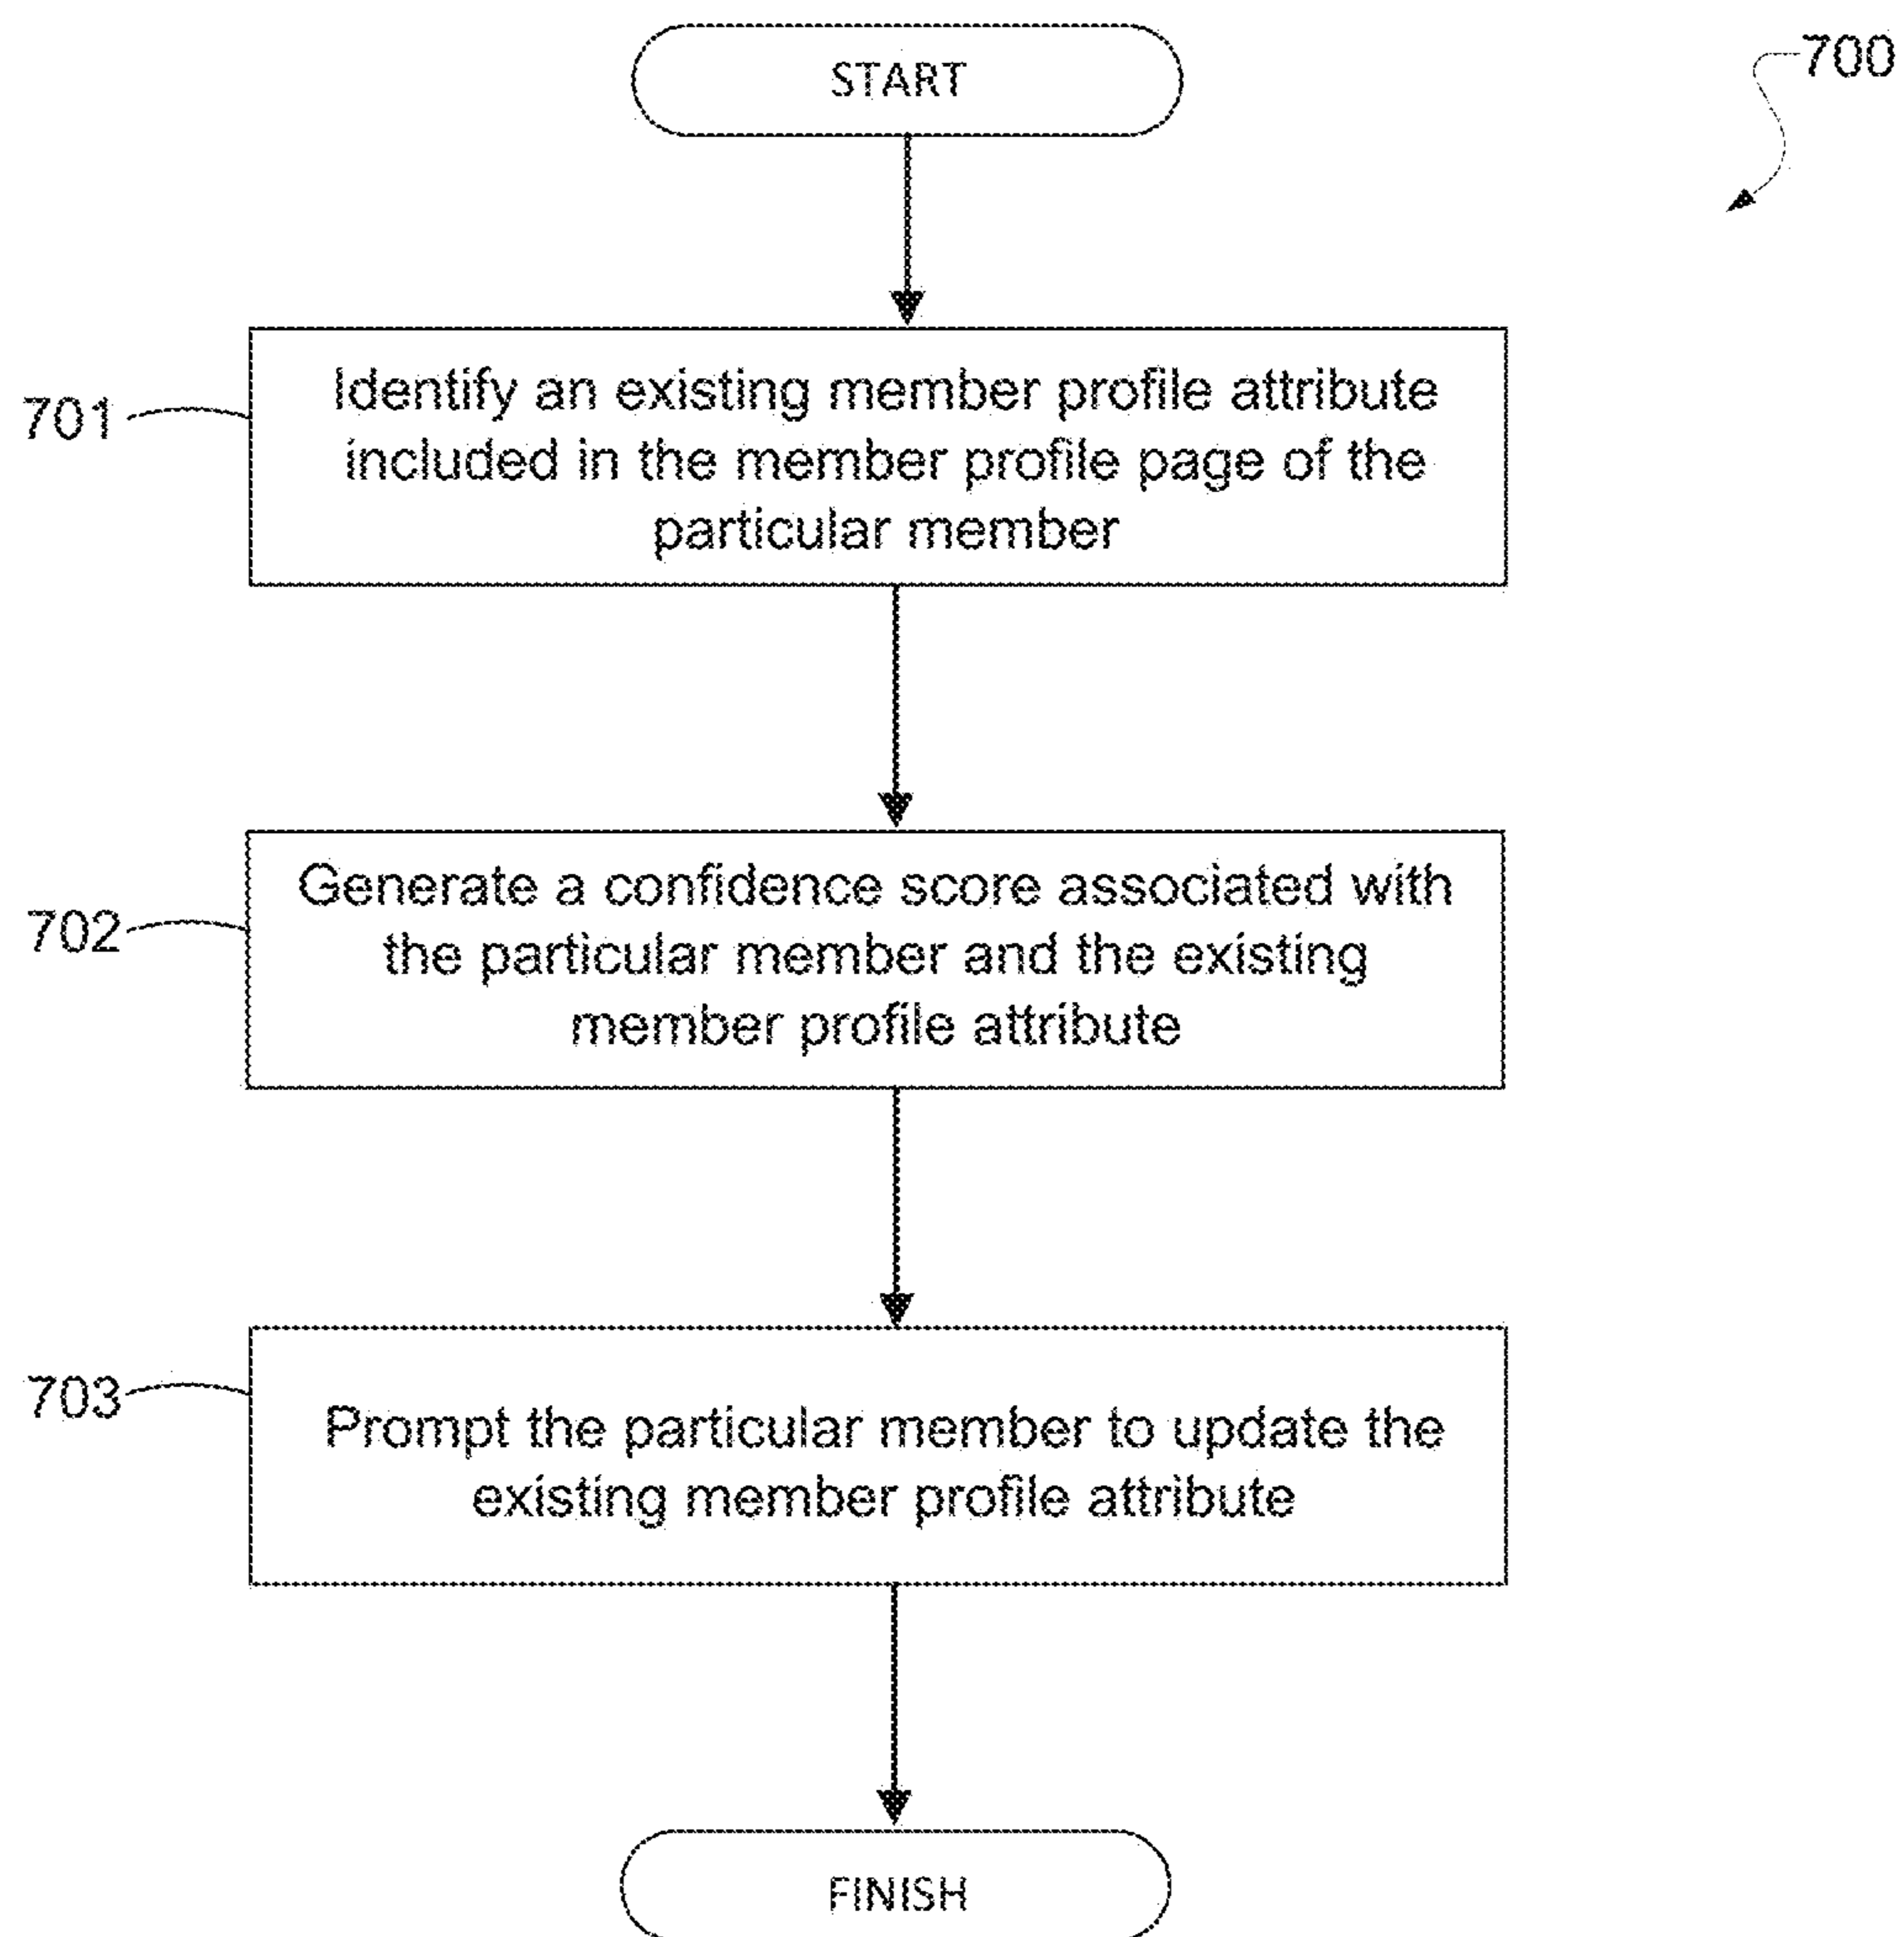 START
700
701
Identify an existing member profile attribute
included in the member profile page of the
particular member
702
Generate a confidence score associated with
the particular member and the existing
member profile attribute
703
Prompt the particular member to update the
existing member profile attribute
FINISH